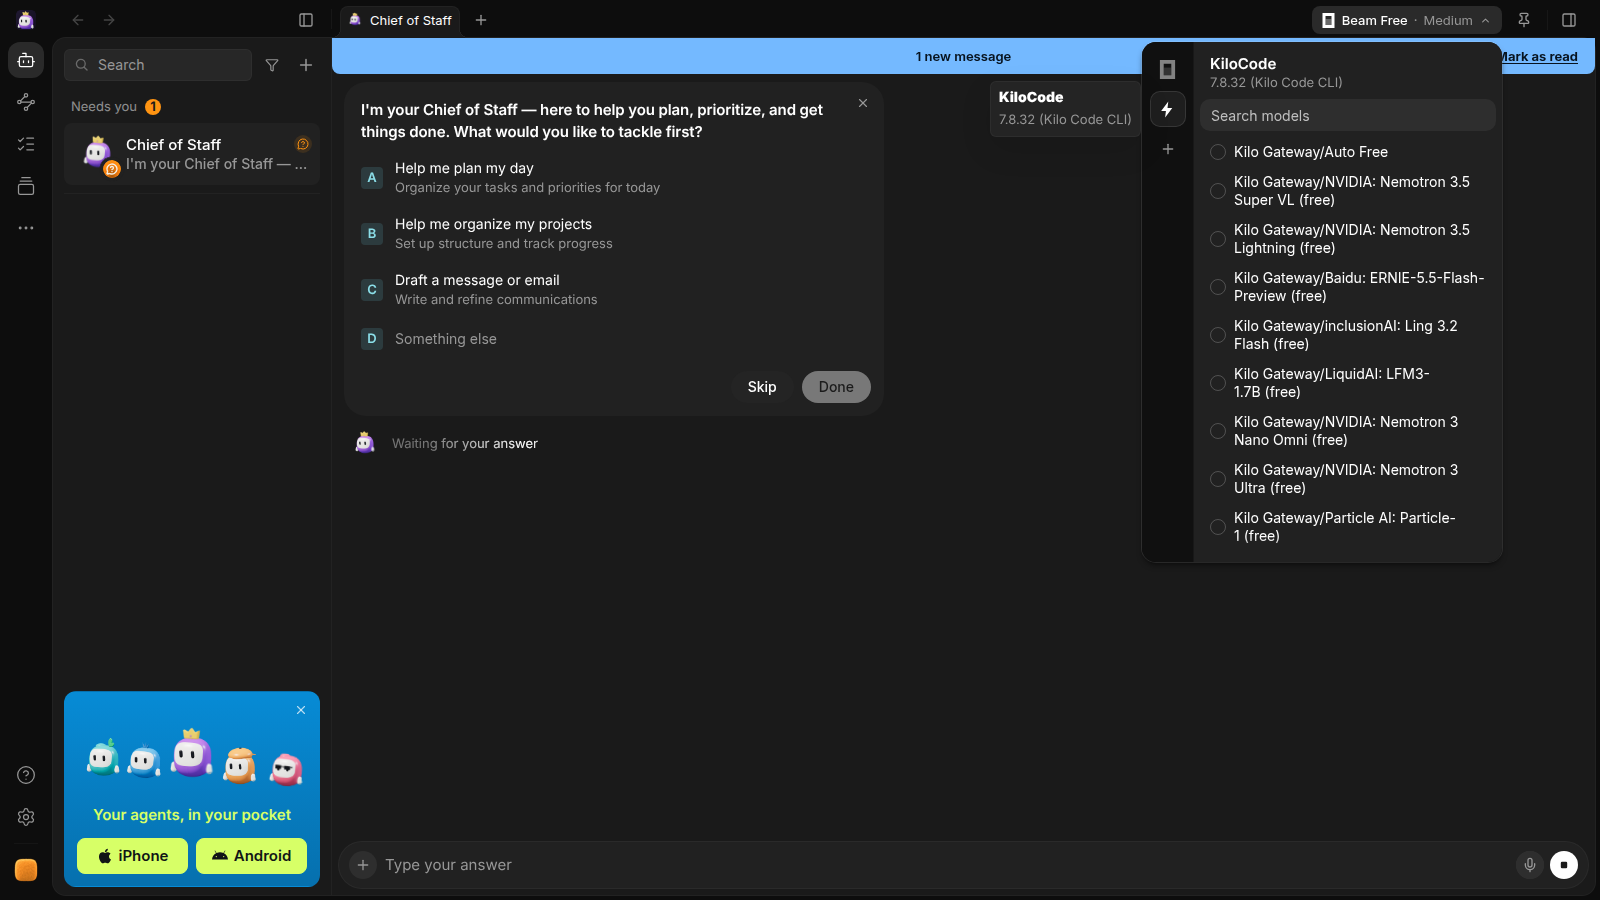 Chief of Staff
Beam Free · Medium
Search
Needs you 1
Chief of Staff
I'm your Chief of Staff — ...
1 new message
Mark as read
I'm your Chief of Staff — here to help you plan, prioritize, and get
things done. What would you like to tackle first?
A
Help me plan my day
Organize your tasks and priorities for today
B
Help me organize my projects
Set up structure and track progress
C
Draft a message or email
Write and refine communications
D
Something else
Skip
Done
Waiting for your answer
KiloCode
7.8.32 (Kilo Code CLI)
KiloCode
7.8.32 (Kilo Code CLI)
Search models
Kilo Gateway/Auto Free
Kilo Gateway/NVIDIA: Nemotron 3.5
Super VL (free)
Kilo Gateway/NVIDIA: Nemotron 3.5
Lightning (free)
Kilo Gateway/Baidu: ERNIE-5.5-Flash-
Preview (free)
Kilo Gateway/inclusionAI: Ling 3.2
Flash (free)
Kilo Gateway/LiquidAI: LFM3-
1.7B (free)
Kilo Gateway/NVIDIA: Nemotron 3
Nano Omni (free)
Kilo Gateway/NVIDIA: Nemotron 3
Ultra (free)
Kilo Gateway/Particle AI: Particle-
1 (free)
Your agents, in your pocket
iPhone
Android
Type your answer